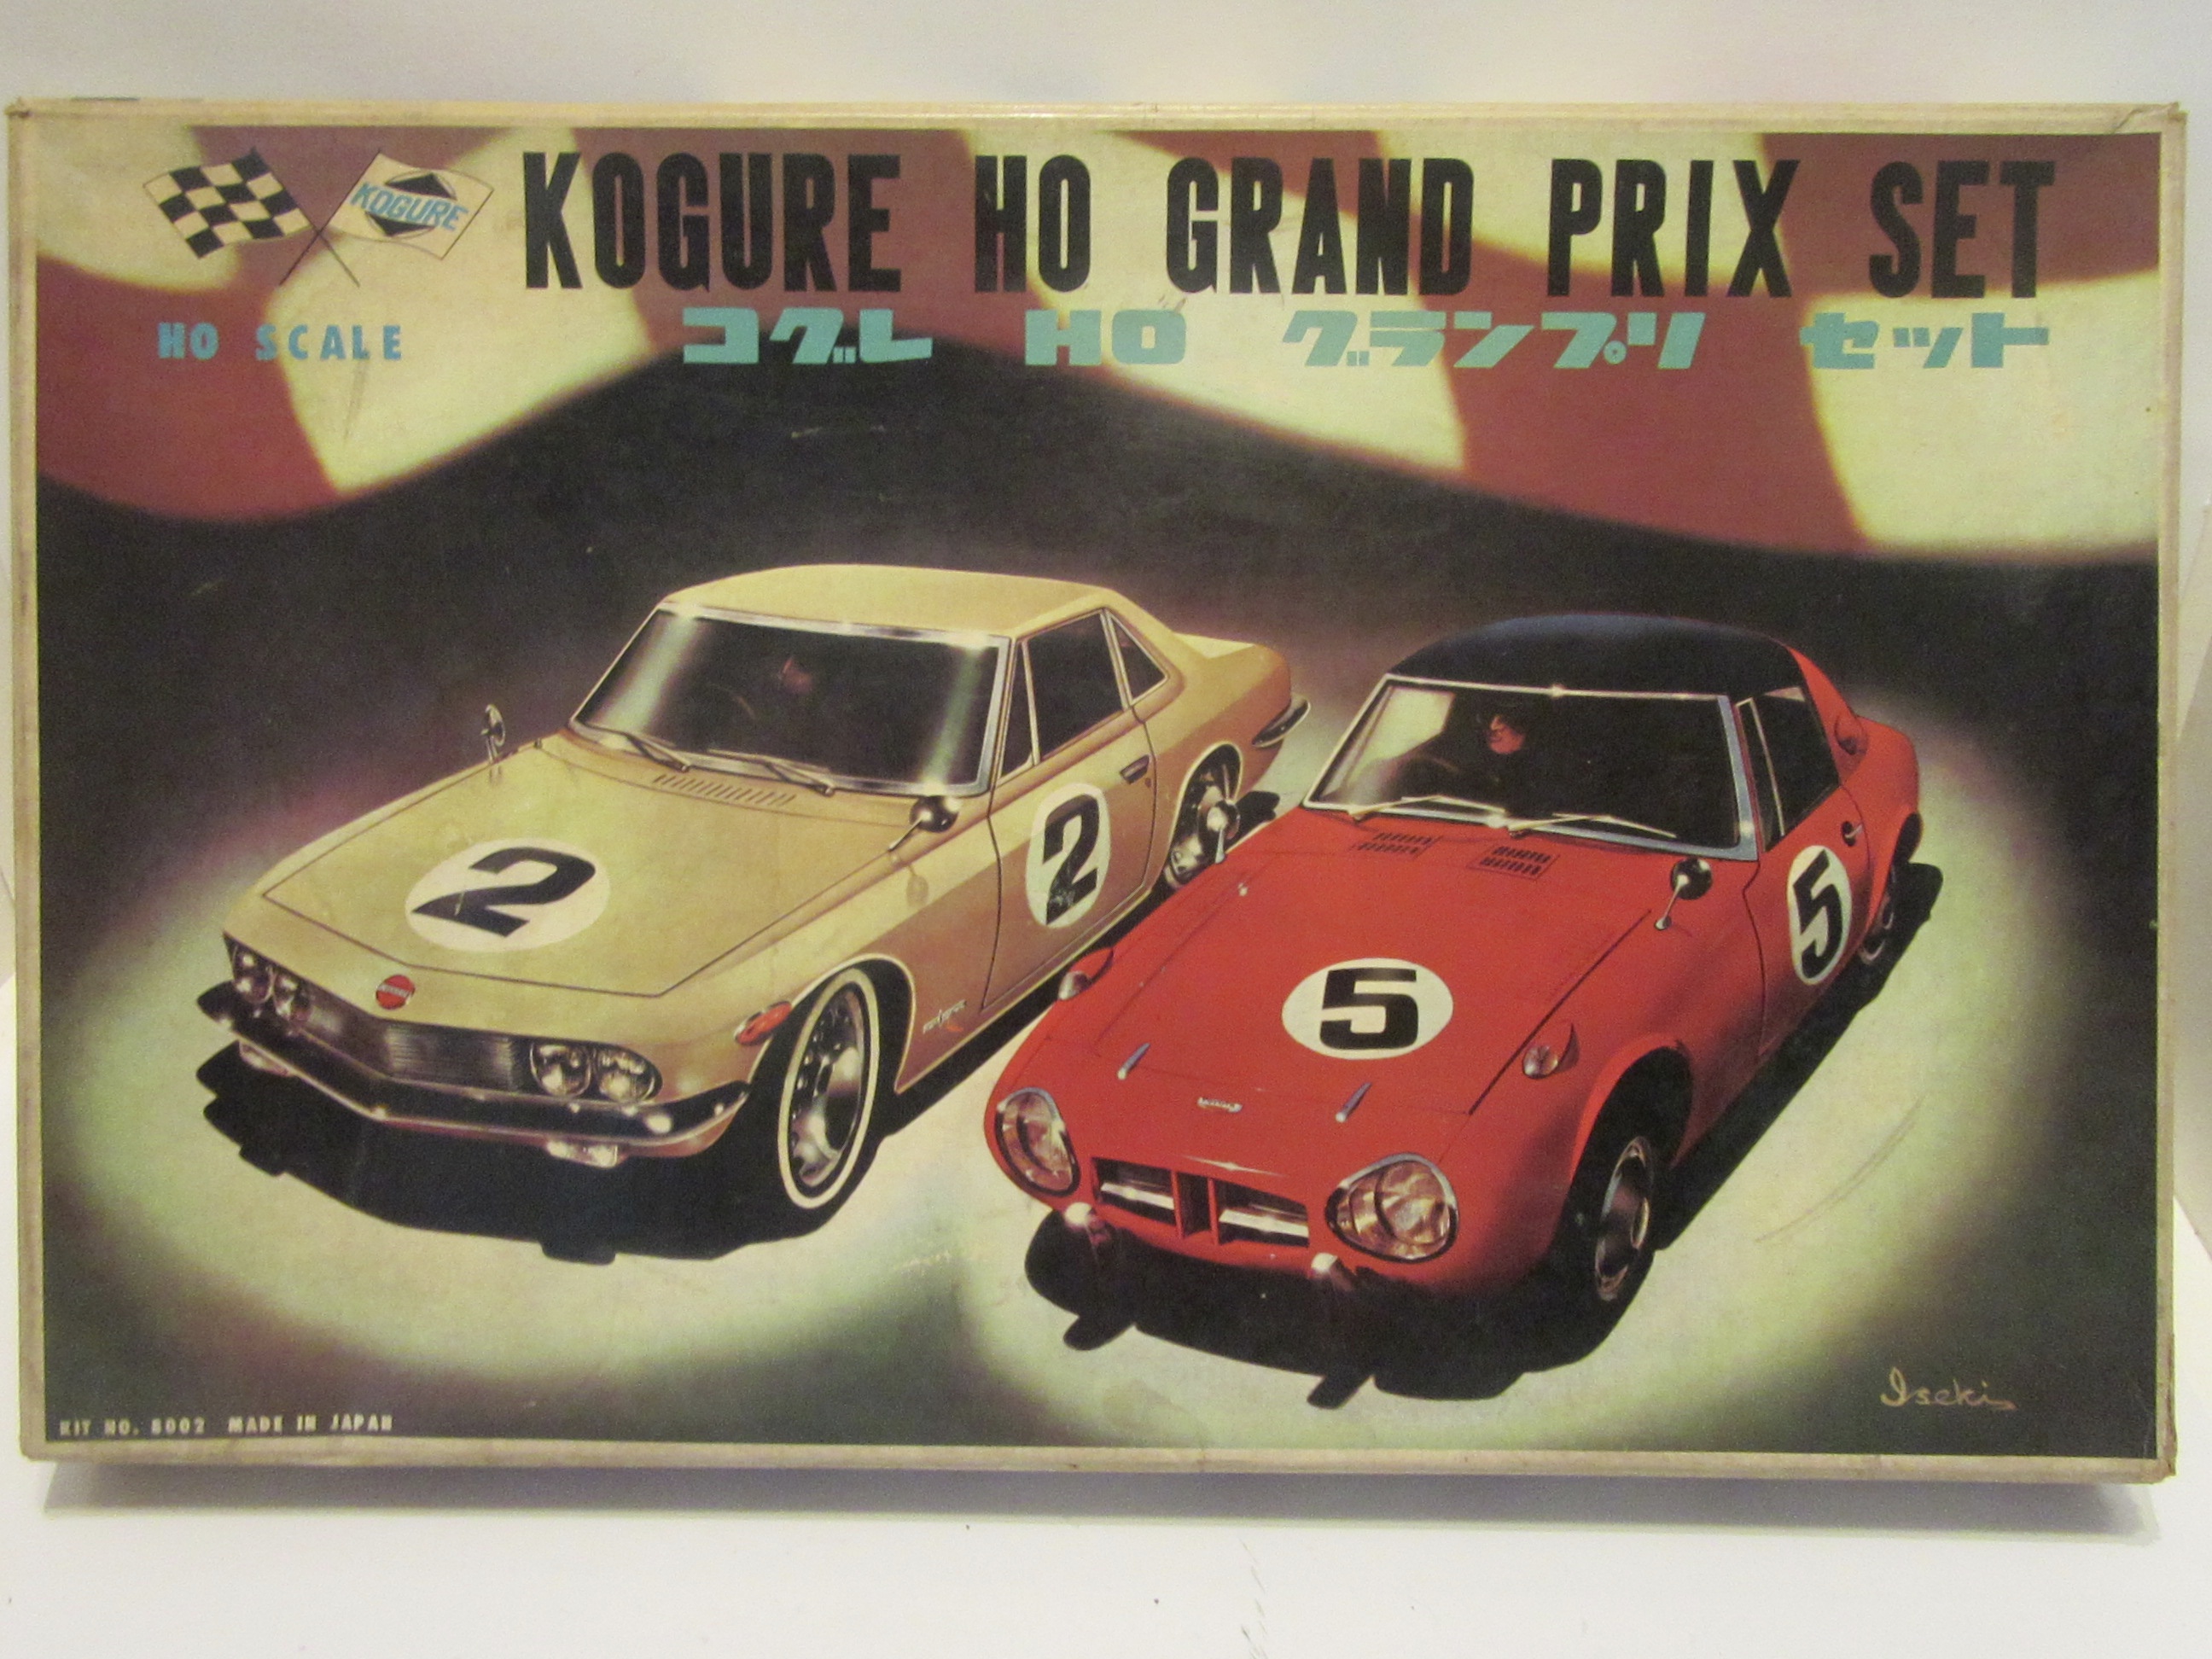 KOGURE
KOGURE HO GRAND PRIX SET
HO SCALE
コグレ HO グランプリ セット
2
2
5
5
Iseki
KIT NO. 8002 MADE IN JAPAN